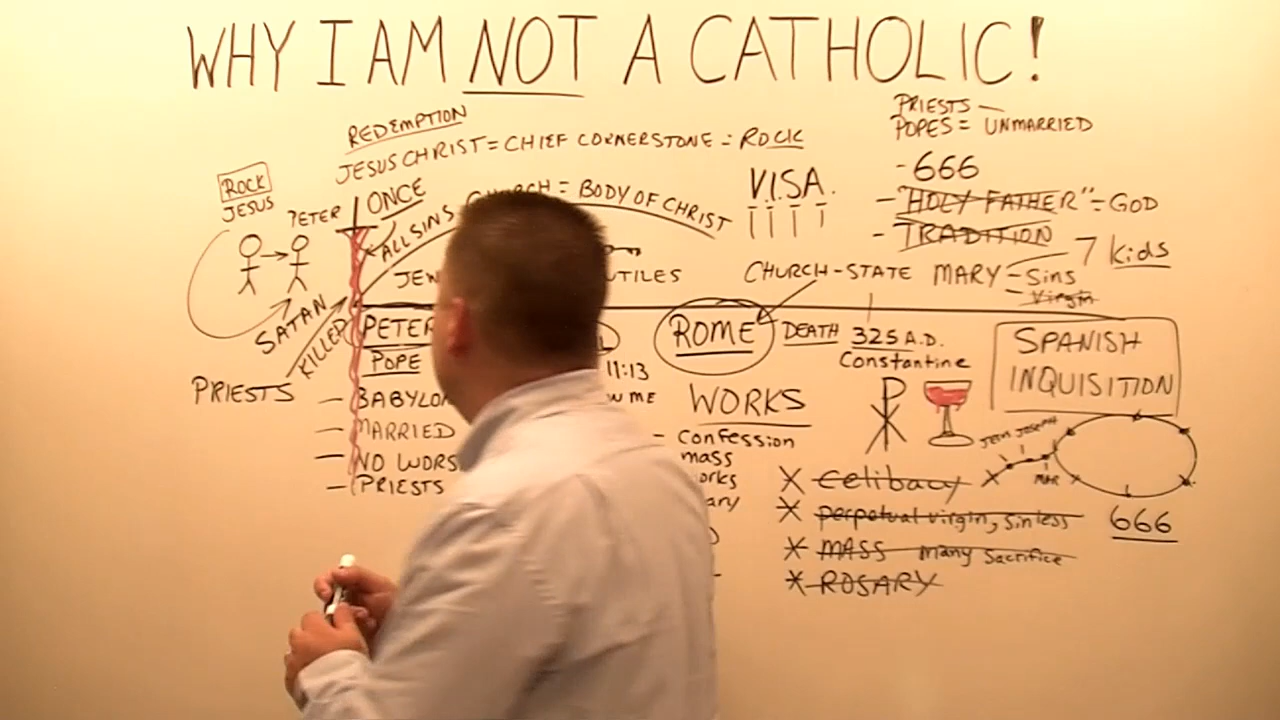 WHY I AM NOT A CATHOLIC!
REDEMPTION
JESUS CHRIST = CHIEF CORNERSTONE = ROCK
PRIESTS —
POPES = UNMARRIED
- 666
- "HOLY FATHER" = GOD
- TRADITION
7 kids
ROCK
JESUS
PETER
ONCE
ALL SINS
CHURCH = BODY OF CHRIST
V.I.S.A.
CHURCH - STATE
MARY - Sins
- Virgin
SATAN
KILLED
PRIESTS
PETER
POPE
- BABYLON
- MARRIED
- NO WORS
- PRIESTS
11:13
ME
ROME
DEATH
325 A.D.
Constantine
WORKS
- Confession
mass
X Celibacy
X perpetual virgin, Sinless
X MASS many Sacrifice
X ROSARY
SPANISH
INQUISITION
JOSEPH
666